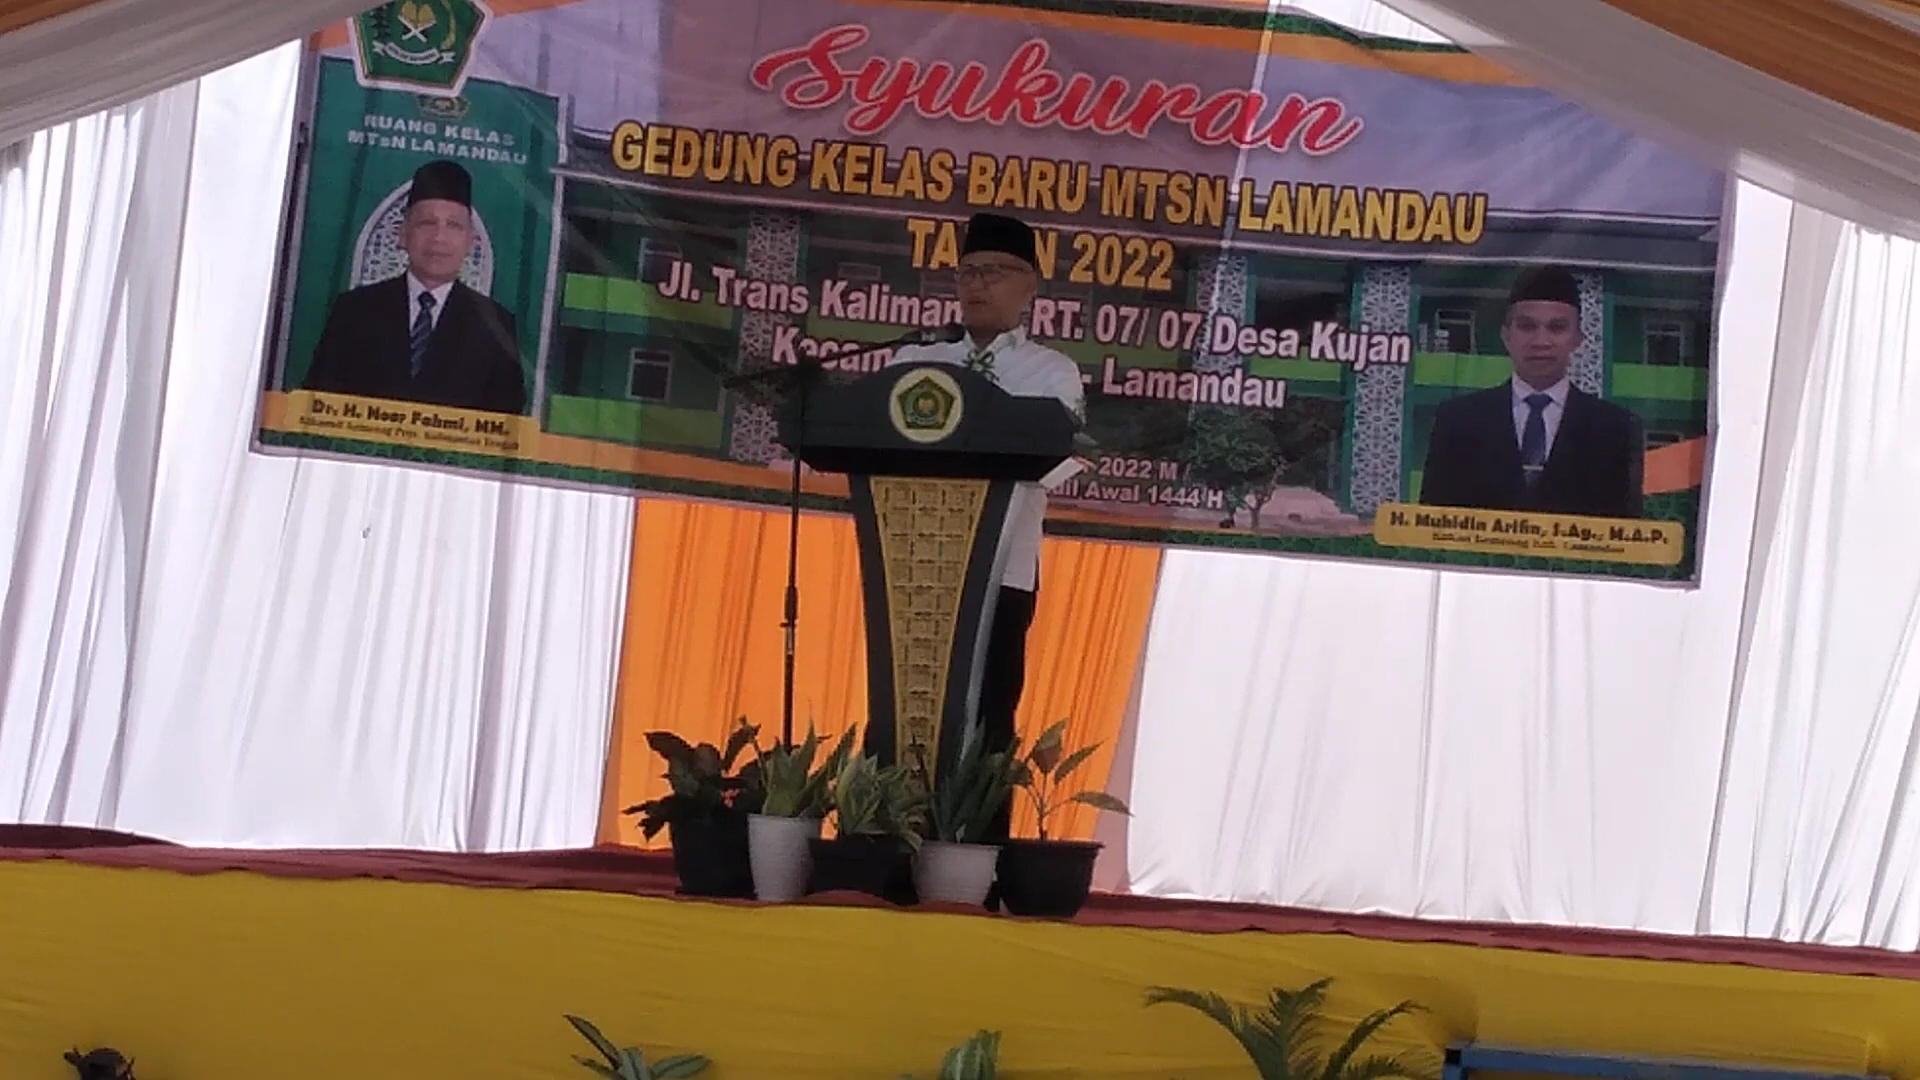 RUANG KELAS
MTsN LAMANDAU
Syukuran
GEDUNG KELAS BARU MTSN LAMANDAU
2022
Jl. Trans RT. 07/ 07 Desa Kujan
- Lamandau
2022 M /
Awal 1444 H
Dr. H. Noor Fahmi, MM.
H. Muhidin Arifin, S.Ag., M.A.P.